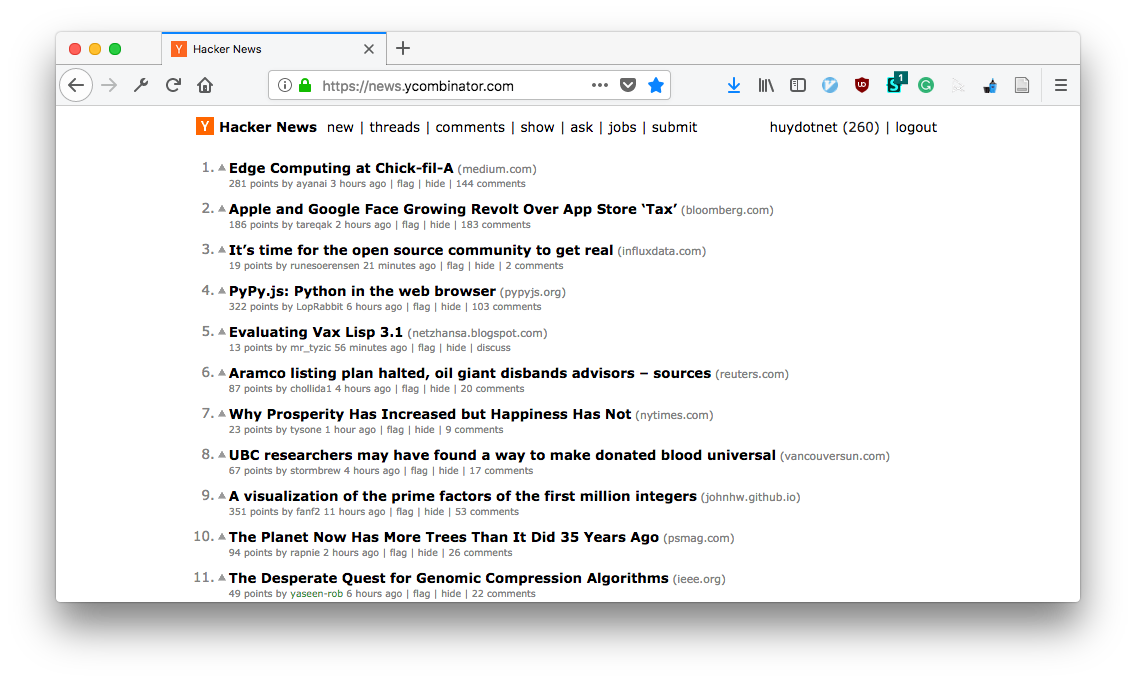 Hacker News
https://news.ycombinator.com
1
Y Hacker News new | threads | comments | show | ask | jobs | submit huydotnet (260) | logout
1. Edge Computing at Chick-fil-A (medium.com)
281 points by ayanai 3 hours ago | flag | hide | 144 comments
2. Apple and Google Face Growing Revolt Over App Store ‘Tax’ (bloomberg.com)
186 points by tareqak 2 hours ago | flag | hide | 183 comments
3. It’s time for the open source community to get real (influxdata.com)
19 points by runesoerensen 21 minutes ago | flag | hide | 2 comments
4. PyPy.js: Python in the web browser (pypyjs.org)
322 points by LopRabbit 6 hours ago | flag | hide | 103 comments
5. Evaluating Vax Lisp 3.1 (netzhansa.blogspot.com)
13 points by mr_tyzic 56 minutes ago | flag | hide | discuss
6. Aramco listing plan halted, oil giant disbands advisors – sources (reuters.com)
87 points by chollida1 4 hours ago | flag | hide | 20 comments
7. Why Prosperity Has Increased but Happiness Has Not (nytimes.com)
23 points by tysone 1 hour ago | flag | hide | 9 comments
8. UBC researchers may have found a way to make donated blood universal (vancouversun.com)
67 points by stormbrew 4 hours ago | flag | hide | 17 comments
9. A visualization of the prime factors of the first million integers (johnhw.github.io)
351 points by fanf2 11 hours ago | flag | hide | 53 comments
10. The Planet Now Has More Trees Than It Did 35 Years Ago (psmag.com)
94 points by rapnie 2 hours ago | flag | hide | 26 comments
11. The Desperate Quest for Genomic Compression Algorithms (ieee.org)
49 points by yaseen-rob 6 hours ago | flag | hide | 22 comments